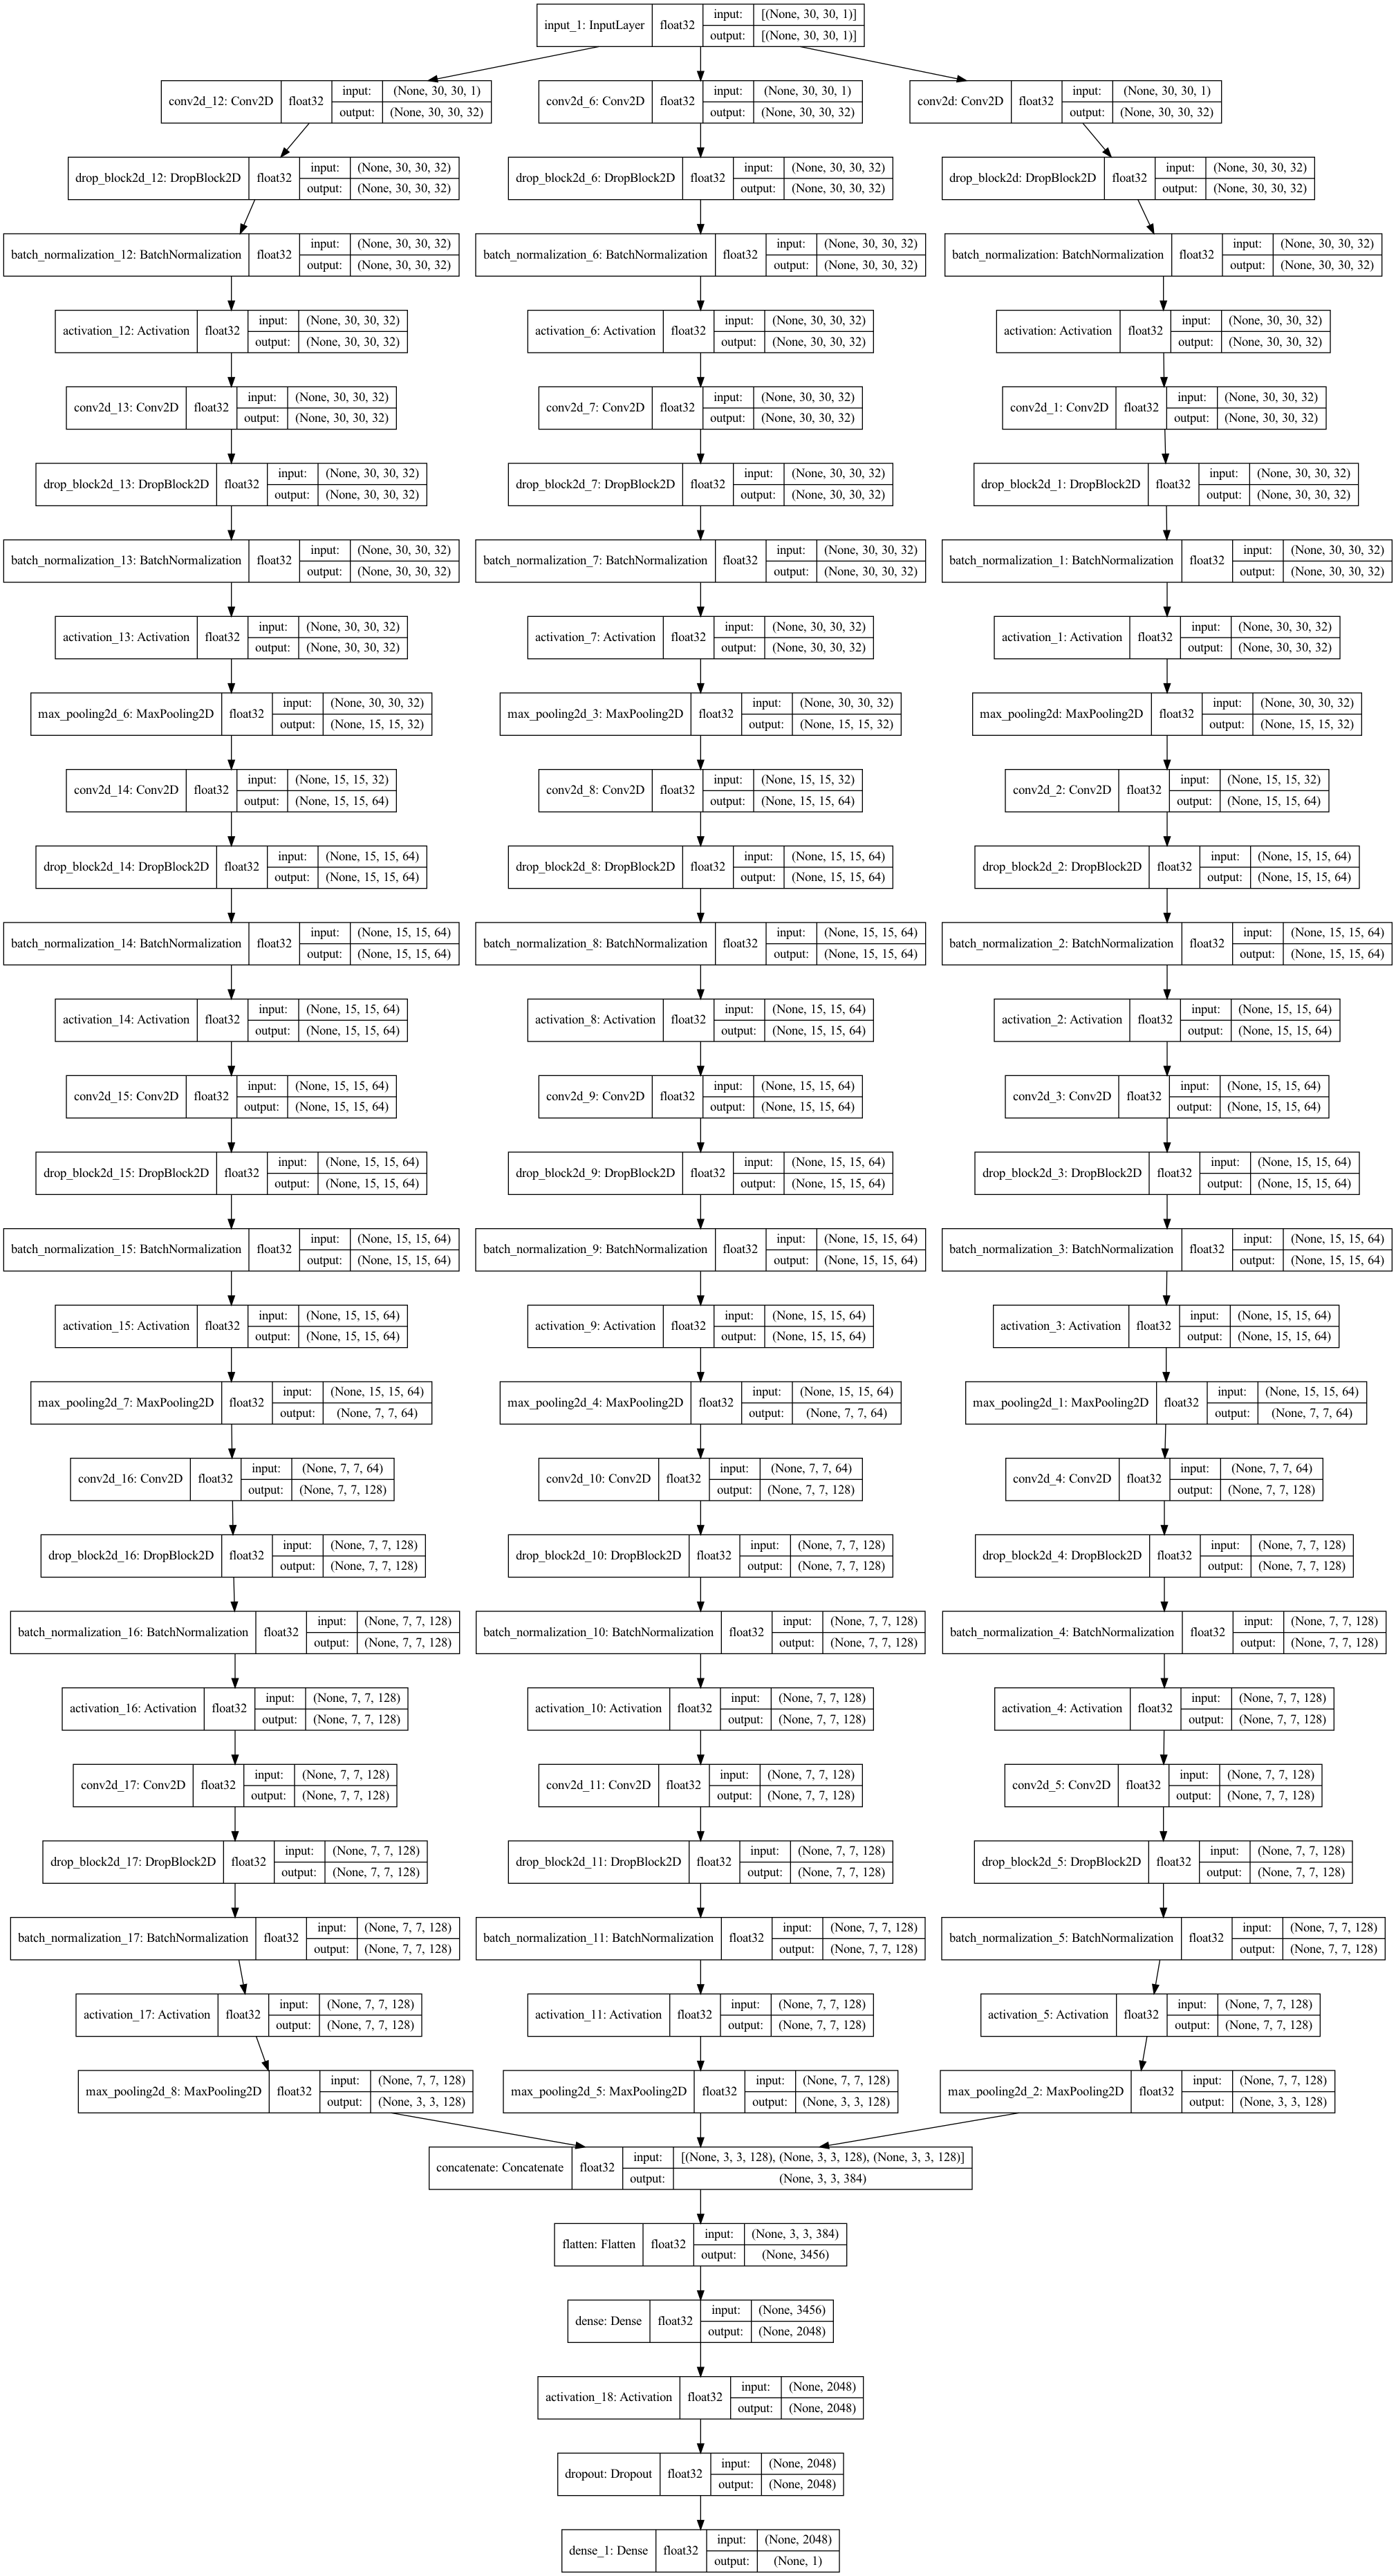 input_1: InputLayer float32 input: [(None, 30, 30, 1)]
output: [(None, 30, 30, 1)]
conv2d_12: Conv2D float32 input: (None, 30, 30, 1)
output: (None, 30, 30, 32)
conv2d_6: Conv2D float32 input: (None, 30, 30, 1)
output: (None, 30, 30, 32)
conv2d: Conv2D float32 input: (None, 30, 30, 1)
output: (None, 30, 30, 32)
drop_block2d_12: DropBlock2D float32 input: (None, 30, 30, 32)
output: (None, 30, 30, 32)
drop_block2d_6: DropBlock2D float32 input: (None, 30, 30, 32)
output: (None, 30, 30, 32)
drop_block2d: DropBlock2D float32 input: (None, 30, 30, 32)
output: (None, 30, 30, 32)
batch_normalization_12: BatchNormalization float32 input: (None, 30, 30, 32)
output: (None, 30, 30, 32)
batch_normalization_6: BatchNormalization float32 input: (None, 30, 30, 32)
output: (None, 30, 30, 32)
batch_normalization: BatchNormalization float32 input: (None, 30, 30, 32)
output: (None, 30, 30, 32)
activation_12: Activation float32 input: (None, 30, 30, 32)
output: (None, 30, 30, 32)
activation_6: Activation float32 input: (None, 30, 30, 32)
output: (None, 30, 30, 32)
activation: Activation float32 input: (None, 30, 30, 32)
output: (None, 30, 30, 32)
conv2d_13: Conv2D float32 input: (None, 30, 30, 32)
output: (None, 30, 30, 32)
conv2d_7: Conv2D float32 input: (None, 30, 30, 32)
output: (None, 30, 30, 32)
conv2d_1: Conv2D float32 input: (None, 30, 30, 32)
output: (None, 30, 30, 32)
drop_block2d_13: DropBlock2D float32 input: (None, 30, 30, 32)
output: (None, 30, 30, 32)
drop_block2d_7: DropBlock2D float32 input: (None, 30, 30, 32)
output: (None, 30, 30, 32)
drop_block2d_1: DropBlock2D float32 input: (None, 30, 30, 32)
output: (None, 30, 30, 32)
batch_normalization_13: BatchNormalization float32 input: (None, 30, 30, 32)
output: (None, 30, 30, 32)
batch_normalization_7: BatchNormalization float32 input: (None, 30, 30, 32)
output: (None, 30, 30, 32)
batch_normalization_1: BatchNormalization float32 input: (None, 30, 30, 32)
output: (None, 30, 30, 32)
activation_13: Activation float32 input: (None, 30, 30, 32)
output: (None, 30, 30, 32)
activation_7: Activation float32 input: (None, 30, 30, 32)
output: (None, 30, 30, 32)
activation_1: Activation float32 input: (None, 30, 30, 32)
output: (None, 30, 30, 32)
max_pooling2d_6: MaxPooling2D float32 input: (None, 30, 30, 32)
output: (None, 15, 15, 32)
max_pooling2d_3: MaxPooling2D float32 input: (None, 30, 30, 32)
output: (None, 15, 15, 32)
max_pooling2d: MaxPooling2D float32 input: (None, 30, 30, 32)
output: (None, 15, 15, 32)
conv2d_14: Conv2D float32 input: (None, 15, 15, 32)
output: (None, 15, 15, 64)
conv2d_8: Conv2D float32 input: (None, 15, 15, 32)
output: (None, 15, 15, 64)
conv2d_2: Conv2D float32 input: (None, 15, 15, 32)
output: (None, 15, 15, 64)
drop_block2d_14: DropBlock2D float32 input: (None, 15, 15, 64)
output: (None, 15, 15, 64)
drop_block2d_8: DropBlock2D float32 input: (None, 15, 15, 64)
output: (None, 15, 15, 64)
drop_block2d_2: DropBlock2D float32 input: (None, 15, 15, 64)
output: (None, 15, 15, 64)
batch_normalization_14: BatchNormalization float32 input: (None, 15, 15, 64)
output: (None, 15, 15, 64)
batch_normalization_8: BatchNormalization float32 input: (None, 15, 15, 64)
output: (None, 15, 15, 64)
batch_normalization_2: BatchNormalization float32 input: (None, 15, 15, 64)
output: (None, 15, 15, 64)
activation_14: Activation float32 input: (None, 15, 15, 64)
output: (None, 15, 15, 64)
activation_8: Activation float32 input: (None, 15, 15, 64)
output: (None, 15, 15, 64)
activation_2: Activation float32 input: (None, 15, 15, 64)
output: (None, 15, 15, 64)
conv2d_15: Conv2D float32 input: (None, 15, 15, 64)
output: (None, 15, 15, 64)
conv2d_9: Conv2D float32 input: (None, 15, 15, 64)
output: (None, 15, 15, 64)
conv2d_3: Conv2D float32 input: (None, 15, 15, 64)
output: (None, 15, 15, 64)
drop_block2d_15: DropBlock2D float32 input: (None, 15, 15, 64)
output: (None, 15, 15, 64)
drop_block2d_9: DropBlock2D float32 input: (None, 15, 15, 64)
output: (None, 15, 15, 64)
drop_block2d_3: DropBlock2D float32 input: (None, 15, 15, 64)
output: (None, 15, 15, 64)
batch_normalization_15: BatchNormalization float32 input: (None, 15, 15, 64)
output: (None, 15, 15, 64)
batch_normalization_9: BatchNormalization float32 input: (None, 15, 15, 64)
output: (None, 15, 15, 64)
batch_normalization_3: BatchNormalization float32 input: (None, 15, 15, 64)
output: (None, 15, 15, 64)
activation_15: Activation float32 input: (None, 15, 15, 64)
output: (None, 15, 15, 64)
activation_9: Activation float32 input: (None, 15, 15, 64)
output: (None, 15, 15, 64)
activation_3: Activation float32 input: (None, 15, 15, 64)
output: (None, 15, 15, 64)
max_pooling2d_7: MaxPooling2D float32 input: (None, 15, 15, 64)
output: (None, 7, 7, 64)
max_pooling2d_4: MaxPooling2D float32 input: (None, 15, 15, 64)
output: (None, 7, 7, 64)
max_pooling2d_1: MaxPooling2D float32 input: (None, 15, 15, 64)
output: (None, 7, 7, 64)
conv2d_16: Conv2D float32 input: (None, 7, 7, 64)
output: (None, 7, 7, 128)
conv2d_10: Conv2D float32 input: (None, 7, 7, 64)
output: (None, 7, 7, 128)
conv2d_4: Conv2D float32 input: (None, 7, 7, 64)
output: (None, 7, 7, 128)
drop_block2d_16: DropBlock2D float32 input: (None, 7, 7, 128)
output: (None, 7, 7, 128)
drop_block2d_10: DropBlock2D float32 input: (None, 7, 7, 128)
output: (None, 7, 7, 128)
drop_block2d_4: DropBlock2D float32 input: (None, 7, 7, 128)
output: (None, 7, 7, 128)
batch_normalization_16: BatchNormalization float32 input: (None, 7, 7, 128)
output: (None, 7, 7, 128)
batch_normalization_10: BatchNormalization float32 input: (None, 7, 7, 128)
output: (None, 7, 7, 128)
batch_normalization_4: BatchNormalization float32 input: (None, 7, 7, 128)
output: (None, 7, 7, 128)
activation_16: Activation float32 input: (None, 7, 7, 128)
output: (None, 7, 7, 128)
activation_10: Activation float32 input: (None, 7, 7, 128)
output: (None, 7, 7, 128)
activation_4: Activation float32 input: (None, 7, 7, 128)
output: (None, 7, 7, 128)
conv2d_17: Conv2D float32 input: (None, 7, 7, 128)
output: (None, 7, 7, 128)
conv2d_11: Conv2D float32 input: (None, 7, 7, 128)
output: (None, 7, 7, 128)
conv2d_5: Conv2D float32 input: (None, 7, 7, 128)
output: (None, 7, 7, 128)
drop_block2d_17: DropBlock2D float32 input: (None, 7, 7, 128)
output: (None, 7, 7, 128)
drop_block2d_11: DropBlock2D float32 input: (None, 7, 7, 128)
output: (None, 7, 7, 128)
drop_block2d_5: DropBlock2D float32 input: (None, 7, 7, 128)
output: (None, 7, 7, 128)
batch_normalization_17: BatchNormalization float32 input: (None, 7, 7, 128)
output: (None, 7, 7, 128)
batch_normalization_11: BatchNormalization float32 input: (None, 7, 7, 128)
output: (None, 7, 7, 128)
batch_normalization_5: BatchNormalization float32 input: (None, 7, 7, 128)
output: (None, 7, 7, 128)
activation_17: Activation float32 input: (None, 7, 7, 128)
output: (None, 7, 7, 128)
activation_11: Activation float32 input: (None, 7, 7, 128)
output: (None, 7, 7, 128)
activation_5: Activation float32 input: (None, 7, 7, 128)
output: (None, 7, 7, 128)
max_pooling2d_8: MaxPooling2D float32 input: (None, 7, 7, 128)
output: (None, 3, 3, 128)
max_pooling2d_5: MaxPooling2D float32 input: (None, 7, 7, 128)
output: (None, 3, 3, 128)
max_pooling2d_2: MaxPooling2D float32 input: (None, 7, 7, 128)
output: (None, 3, 3, 128)
concatenate: Concatenate float32 input: [(None, 3, 3, 128), (None, 3, 3, 128), (None, 3, 3, 128)]
output: (None, 3, 3, 384)
flatten: Flatten float32 input: (None, 3, 3, 384)
output: (None, 3456)
dense: Dense float32 input: (None, 3456)
output: (None, 2048)
activation_18: Activation float32 input: (None, 2048)
output: (None, 2048)
dropout: Dropout float32 input: (None, 2048)
output: (None, 2048)
dense_1: Dense float32 input: (None, 2048)
output: (None, 1)